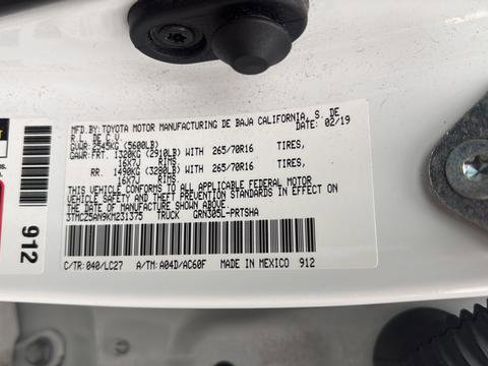 MFD.BY:TOYOTA MOTOR MANUFACTURING DE BAJA CALIFORNIA, S. DE
R.L. DE C.V. DATE: 02/19
GVWR: 2545KG (5600LB)
GAWR:FRT. 1320KG (2910LB) WITH 265/70R16 TIRES,
16X7J RIMS
RR. 1490KG (3290LB) WITH 265/70R16 TIRES,
16X7J RIMS
THIS VEHICLE CONFORMS TO ALL APPLICABLE FEDERAL MOTOR
VEHICLE SAFETY AND THEFT PREVENTION STANDARDS IN EFFECT ON
THE DATE OF MANUFACTURE SHOWN ABOVE.
3TMCZ5AN9KM231375 TRUCK GRN305L-PRTSHA
C/TR: 040/LC27 A/TM: A04D/AC60F MADE IN MEXICO 912
912